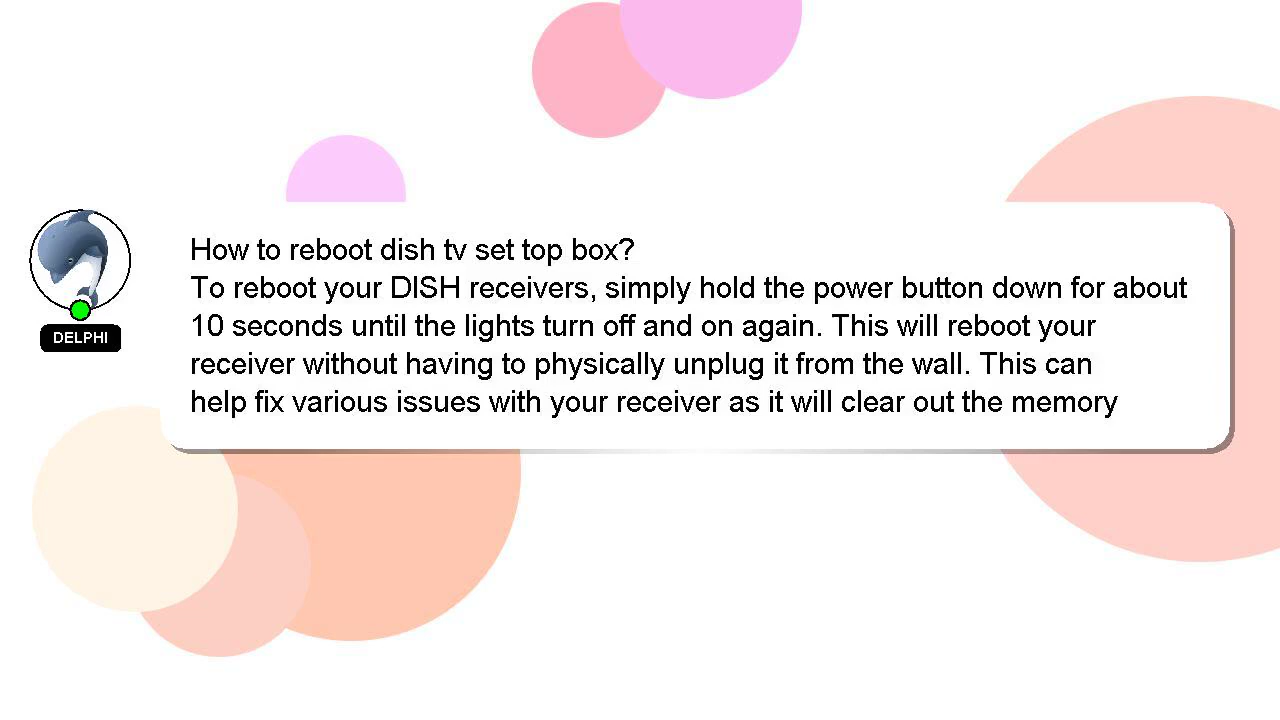 How to reboot dish tv set top box?
To reboot your DISH receivers, simply hold the power button down for about
10 seconds until the lights turn off and on again. This will reboot your
receiver without having to physically unplug it from the wall. This can
help fix various issues with your receiver as it will clear out the memory
DELPHI